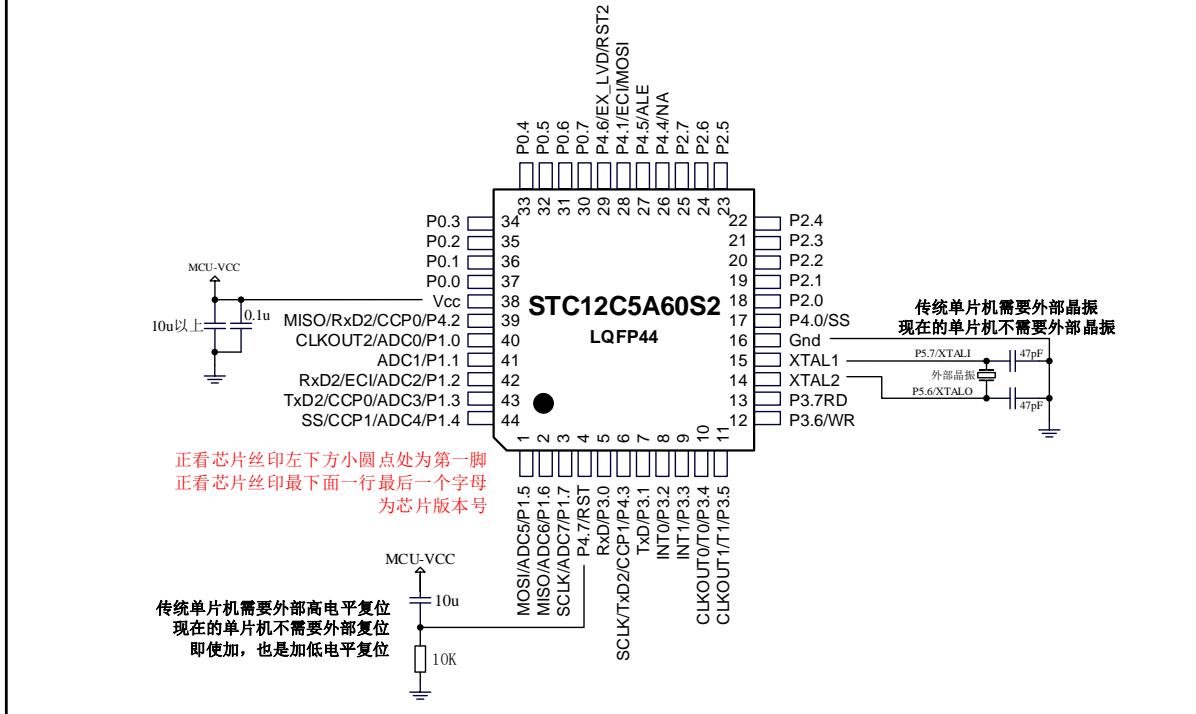 P0.4
P0.5
P0.6
P0.7
P4.6/EX_LVD/RST2
P4.1/ECI/MOSI
P4.5/ALE
P4.4/NA
P2.7
P2.6
P2.5
33
32
31
30
29
28
27
26
25
24
23
P0.3 34
P0.2 35
P0.1 36
P0.0 37
Vcc 38
MISO/RxD2/CCP0/P4.2 39
CLKOUT2/ADC0/P1.0 40
ADC1/P1.1 41
RxD2/ECI/ADC2/P1.2 42
TxD2/CCP0/ADC3/P1.3 43
SS/CCP1/ADC4/P1.4 44
MCU-VCC
10u以上
0.1u
STC12C5A60S2
LQFP44
22 P2.4
21 P2.3
20 P2.2
19 P2.1
18 P2.0
17 P4.0/SS
16 Gnd
15 XTAL1
14 XTAL2
13 P3.7RD
12 P3.6/WR
传统单片机需要外部晶振
现在的单片机不需要外部晶振
P5.7/XTALI
47pF
外部晶振
P5.6/XTALO
47pF
正看芯片丝印左下方小圆点处为第一脚
正看芯片丝印最下面一行最后一个字母
为芯片版本号
1
2
3
4
5
6
7
8
9
10
11
MOSI/ADC5/P1.5
MISO/ADC6/P1.6
SCLK/ADC7/P1.7
P4.7/RST
RxD/P3.0
SCLK/TxD2/CCP1/P4.3
TxD/P3.1
INT0/P3.2
INT1/P3.3
CLKOUT0/T0/P3.4
CLKOUT1/T1/P3.5
MCU-VCC
10u
传统单片机需要外部高电平复位
现在的单片机不需要外部复位
即使加，也是加低电平复位
10K